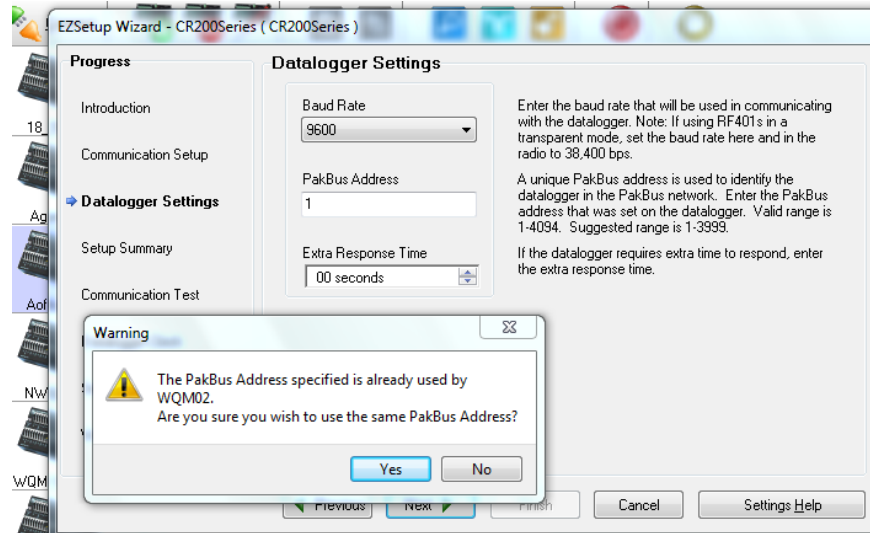 EZSetup Wizard - CR200Series ( CR200Series )
Progress
Datalogger Settings
Introduction
Communication Setup
Datalogger Settings
Setup Summary
Communication Test
Baud Rate
9600
PakBus Address
1
Extra Response Time
00 seconds
Enter the baud rate that will be used in communicating
with the datalogger. Note: If using RF401s in a
transparent mode, set the baud rate here and in the
radio to 38,400 bps.
A unique PakBus address is used to identify the
datalogger in the PakBus network. Enter the PakBus
address that was set on the datalogger. Valid range is
1-4094. Suggested range is 1-3999.
If the datalogger requires extra time to respond, enter
the extra response time.
18_
Ag
Aof
NW
WQM
Warning
The PakBus Address specified is already used by
WQM02.
Are you sure you wish to use the same PakBus Address?
Yes
No
Previous
Next
Finish
Cancel
Settings Help